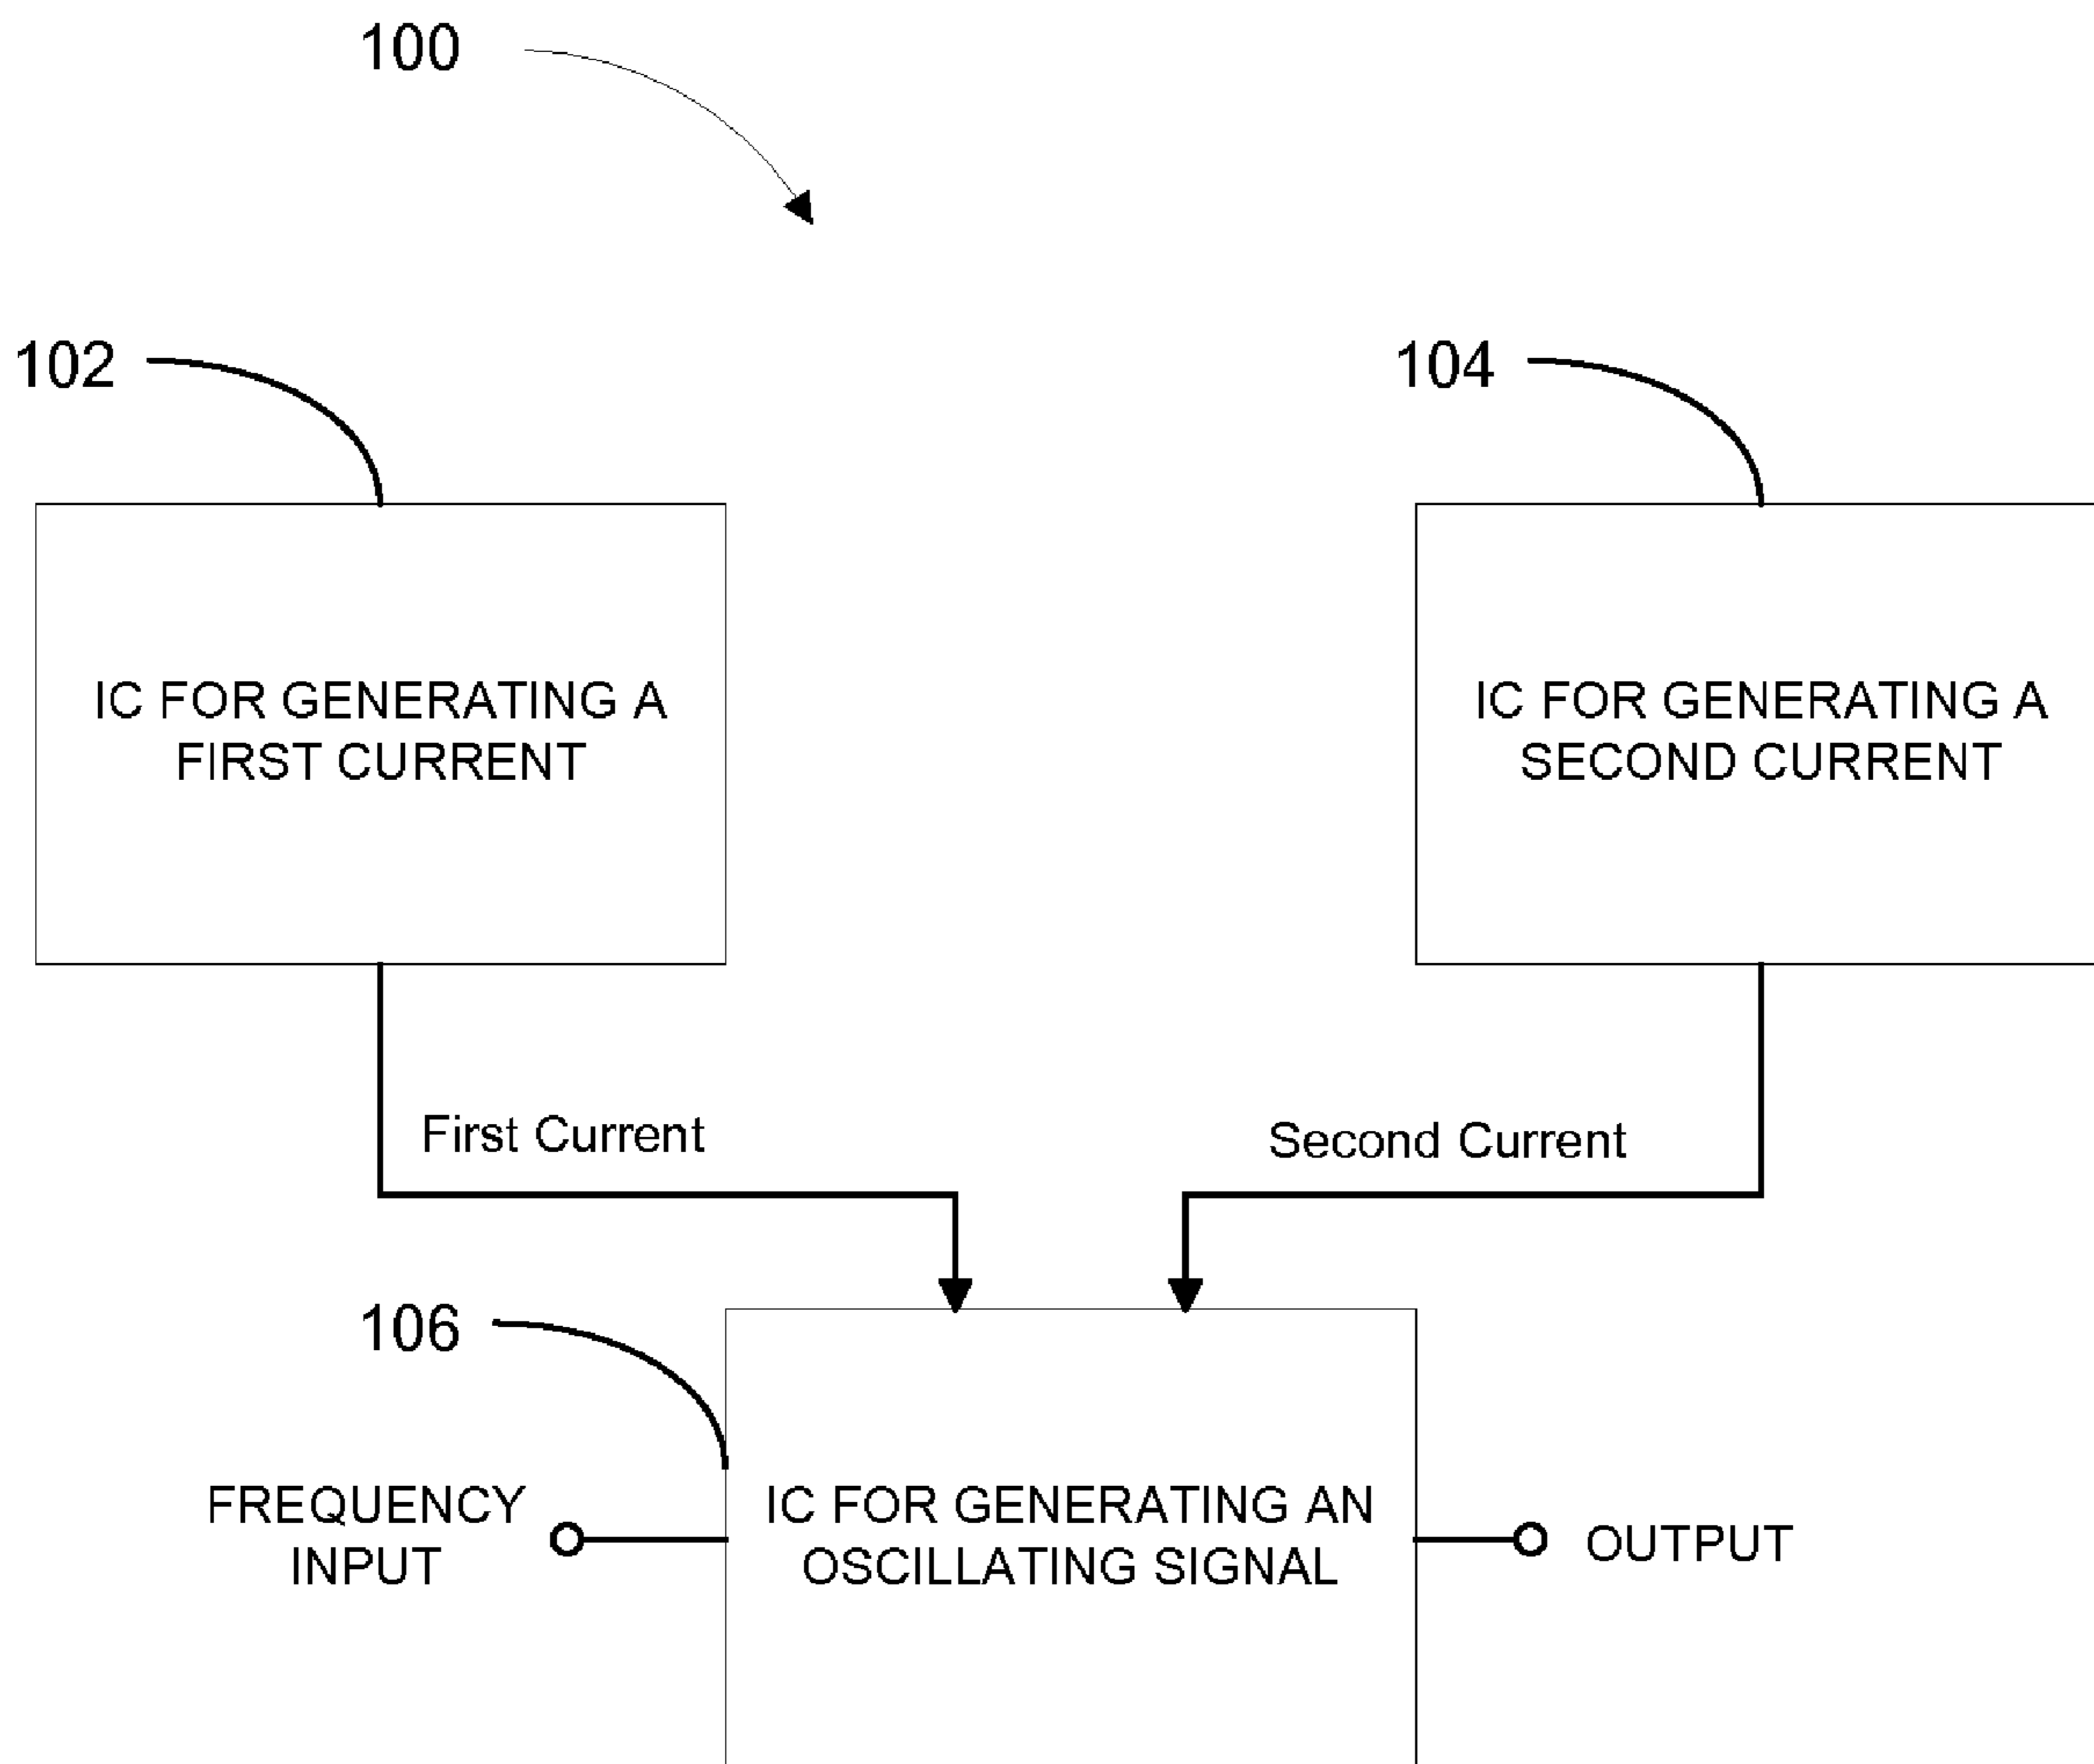 100
102
104
IC FOR GENERATING A
FIRST CURRENT
IC FOR GENERATING A
SECOND CURRENT
First Current
Second Current
106
FREQUENCY
INPUT
IC FOR GENERATING AN
OSCILLATING SIGNAL
OUTPUT